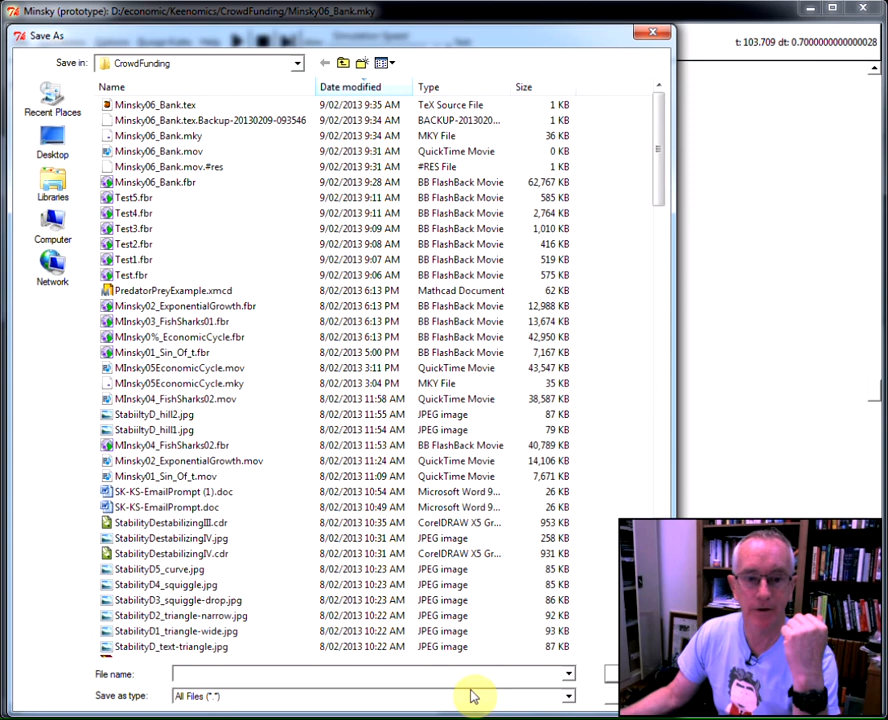 Minsky (prototype): D:/economic/Keenomics/CrowdFunding/Minsky06_Bank.mky
Save As
t: 103.709 dt: 0.7000000000000028
Save in: CrowdFunding
Name Date modified Type Size
Minsky06_Bank.tex 9/02/2013 9:35 AM TeX Source File 1 KB
Minsky06_Bank.tex.Backup-20130209-093546 9/02/2013 9:34 AM BACKUP-2013020... 1 KB
Minsky06_Bank.mky 9/02/2013 9:34 AM MKY File 36 KB
Minsky06_Bank.mov 9/02/2013 9:31 AM QuickTime Movie 0 KB
Minsky06_Bank.mov.#res 9/02/2013 9:31 AM #RES File 1 KB
Minsky06_Bank.fbr 9/02/2013 9:28 AM BB FlashBack Movie 62,767 KB
Test5.fbr 9/02/2013 9:11 AM BB FlashBack Movie 585 KB
Test4.fbr 9/02/2013 9:11 AM BB FlashBack Movie 2,764 KB
Test3.fbr 9/02/2013 9:09 AM BB FlashBack Movie 1,010 KB
Test2.fbr 9/02/2013 9:08 AM BB FlashBack Movie 416 KB
Test1.fbr 9/02/2013 9:07 AM BB FlashBack Movie 519 KB
Test.fbr 9/02/2013 9:06 AM BB FlashBack Movie 575 KB
PredatorPreyExample.xmcd 8/02/2013 6:13 PM Mathcad Document 62 KB
Minsky02_ExponentialGrowth.fbr 8/02/2013 6:13 PM BB FlashBack Movie 12,988 KB
MInsky03_FishSharks01.fbr 8/02/2013 6:13 PM BB FlashBack Movie 13,674 KB
MInsky0%_EconomicCycle.fbr 8/02/2013 6:13 PM BB FlashBack Movie 42,950 KB
Minsky01_Sin_Of_t.fbr 8/02/2013 5:00 PM BB FlashBack Movie 7,167 KB
MInsky05EconomicCycle.mov 8/02/2013 3:11 PM QuickTime Movie 43,547 KB
MInsky05EconomicCycle.mky 8/02/2013 3:04 PM MKY File 35 KB
MInsky04_FishSharks02.mov 8/02/2013 11:58 AM QuickTime Movie 38,587 KB
StabiiltyD_hill2.jpg 8/02/2013 11:55 AM JPEG image 87 KB
StabilityD_hill1.jpg 8/02/2013 11:54 AM JPEG image 79 KB
MInsky04_FishSharks02.fbr 8/02/2013 11:53 AM BB FlashBack Movie 40,789 KB
Minsky02_ExponentialGrowth.mov 8/02/2013 11:24 AM QuickTime Movie 14,106 KB
Minsky01_Sin_Of_t.mov 8/02/2013 11:09 AM QuickTime Movie 7,671 KB
SK-KS-EmailPrompt (1).doc 8/02/2013 10:54 AM Microsoft Word 9... 26 KB
SK-KS-EmailPrompt.doc 8/02/2013 10:49 AM Microsoft Word 9... 26 KB
StabilityDestabilizingIII.cdr 8/02/2013 10:35 AM CorelDRAW X5 Gr... 953 KB
StabilityDestabilizingIV.jpg 8/02/2013 10:31 AM JPEG image 258 KB
StabilityDestabilizingIV.cdr 8/02/2013 10:31 AM CorelDRAW X5 Gr... 931 KB
StabilityD5_curve.jpg 8/02/2013 10:23 AM JPEG image 85 KB
StabilityD4_squiggle.jpg 8/02/2013 10:23 AM JPEG image 85 KB
StabilityD3_squiggle-drop.jpg 8/02/2013 10:23 AM JPEG image 86 KB
StabilityD2_triangle-narrow.jpg 8/02/2013 10:22 AM JPEG image 92 KB
StabilityD1_triangle-wide.jpg 8/02/2013 10:22 AM JPEG image 93 KB
StabilityD_text-triangle.jpg 8/02/2013 10:22 AM JPEG image 87 KB
Recent Places
Desktop
Libraries
Computer
Network
File name:
Save as type: All Files (*.*)